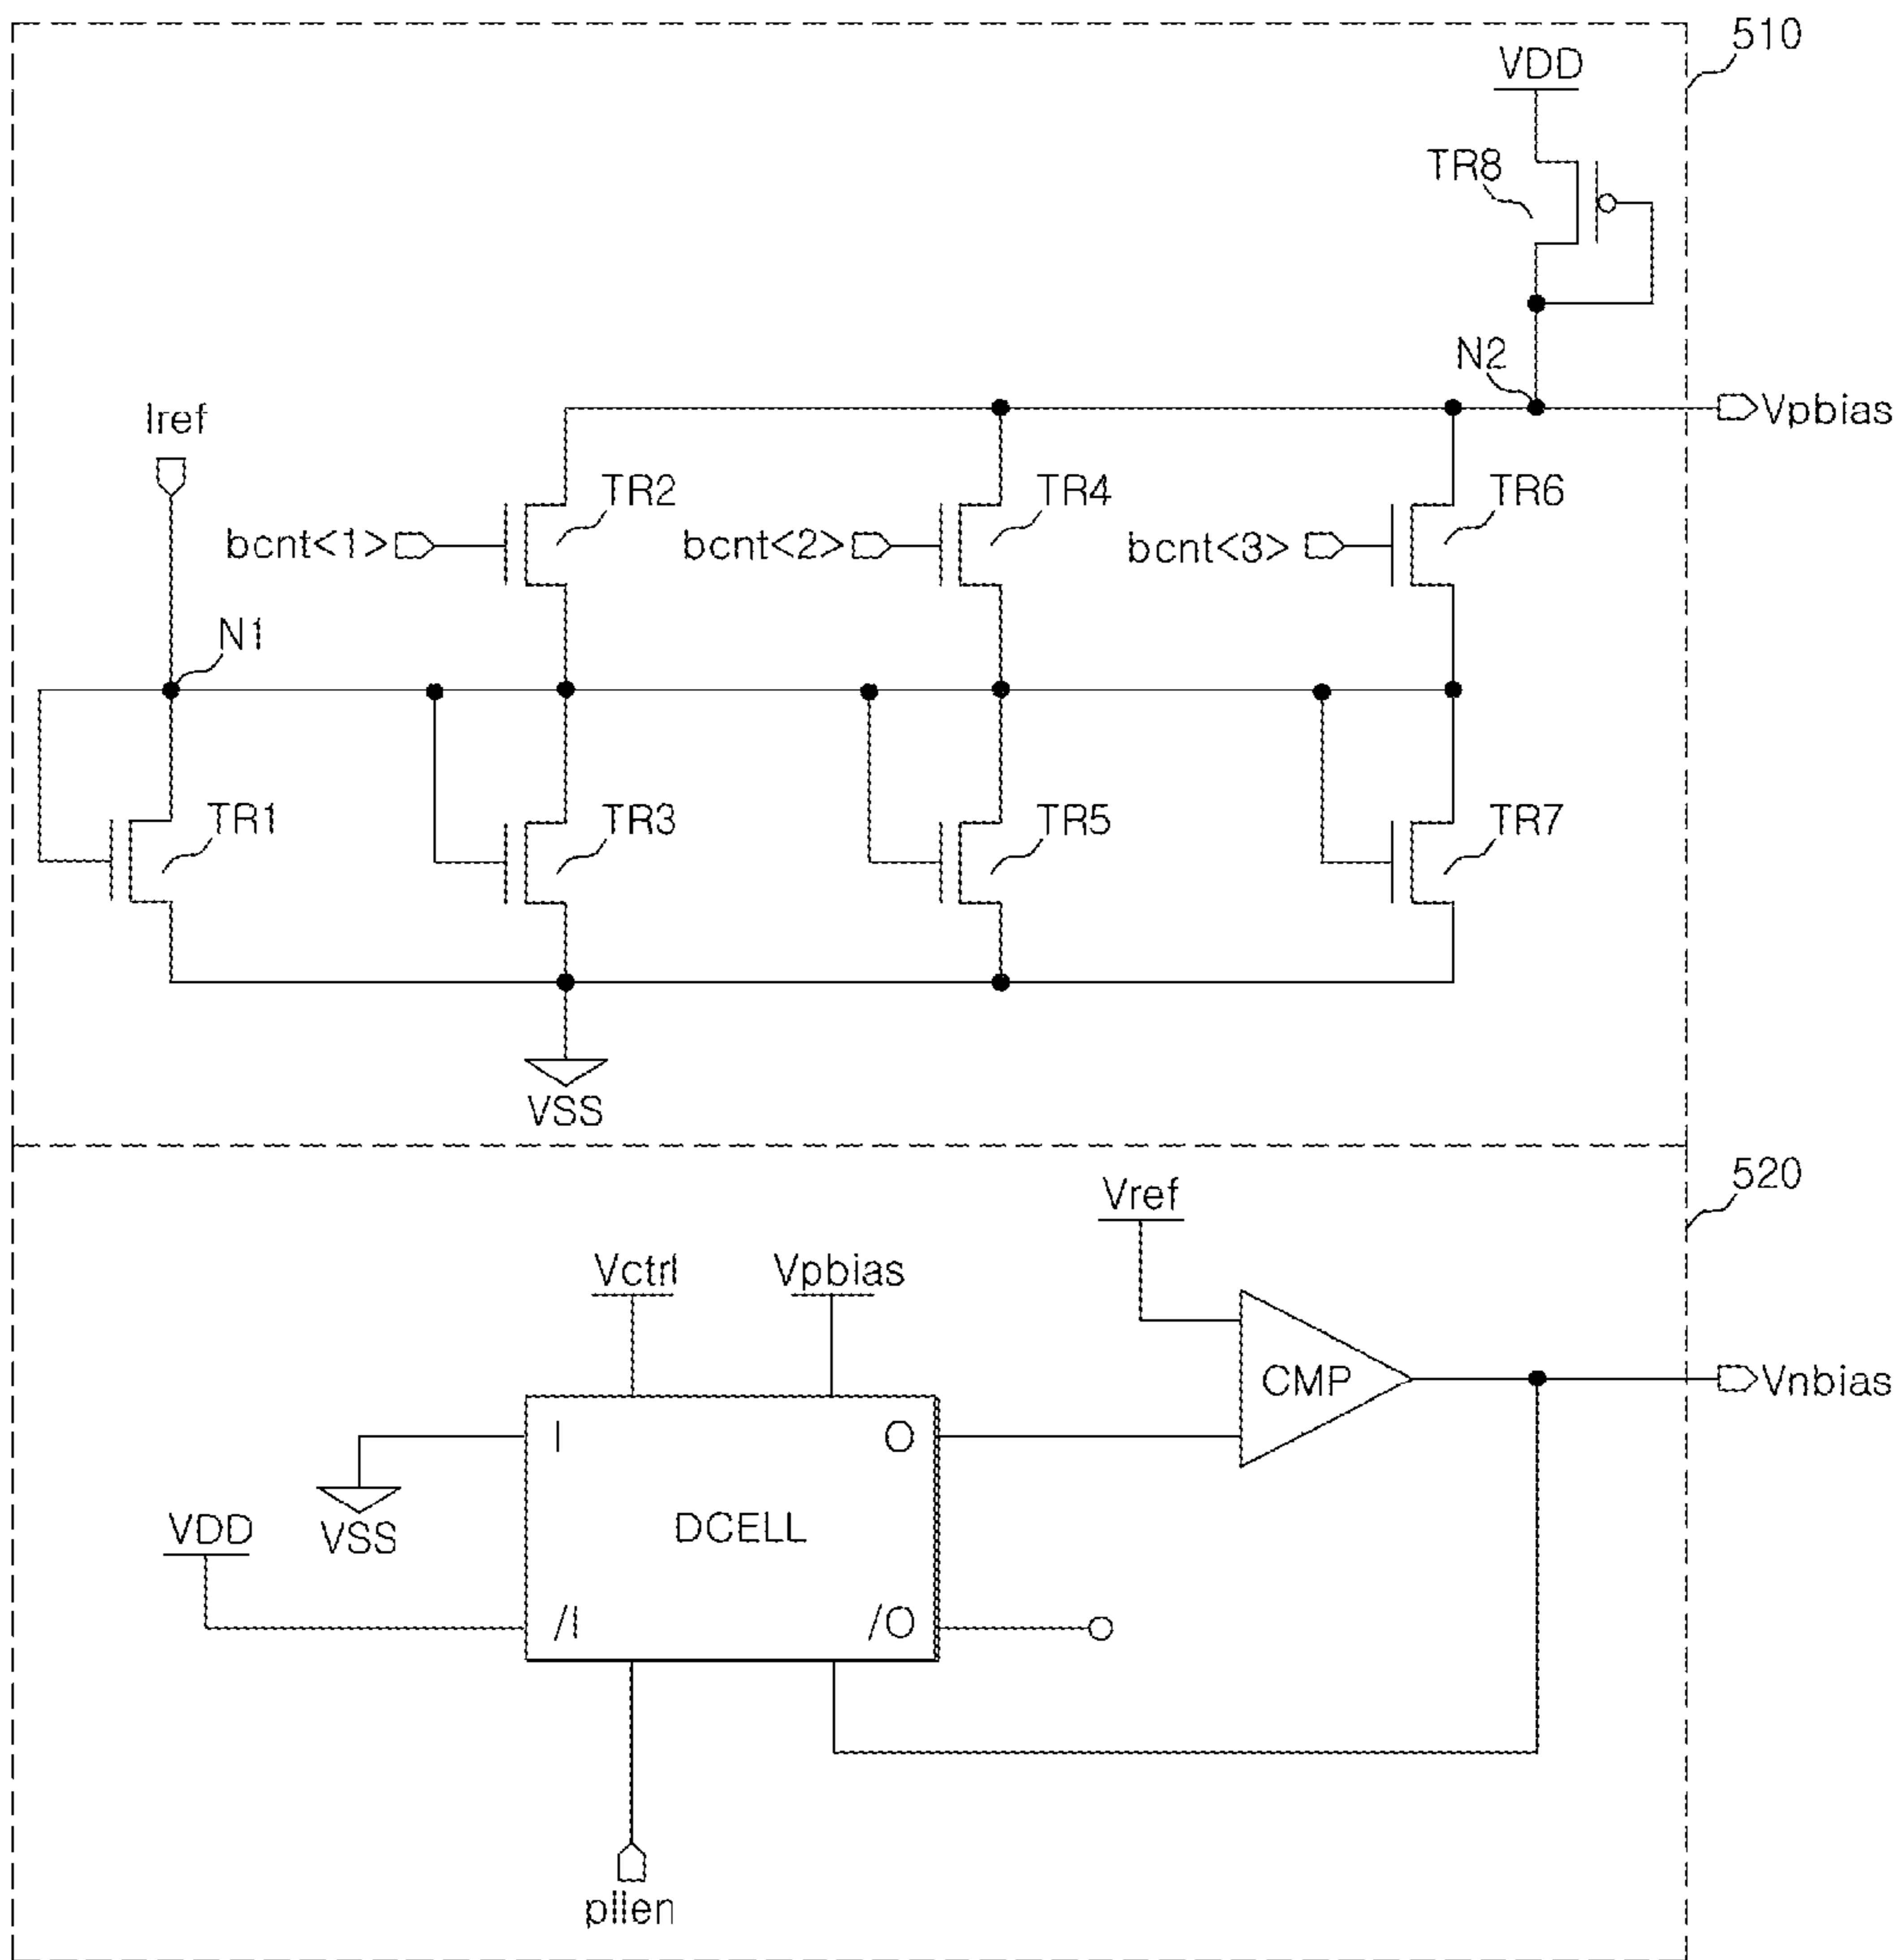 510
VDD
TR8
N2
Iref
Vpbias
TR2
TR4
TR6
bcnt<1>
bcnt<2>
bcnt<3>
N1
TR1
TR3
TR5
TR7
VSS
520
Vref
Vctrl
Vpbias
CMP
Vnbias
I
O
VDD
VSS
DCELL
/I
/O
pllen